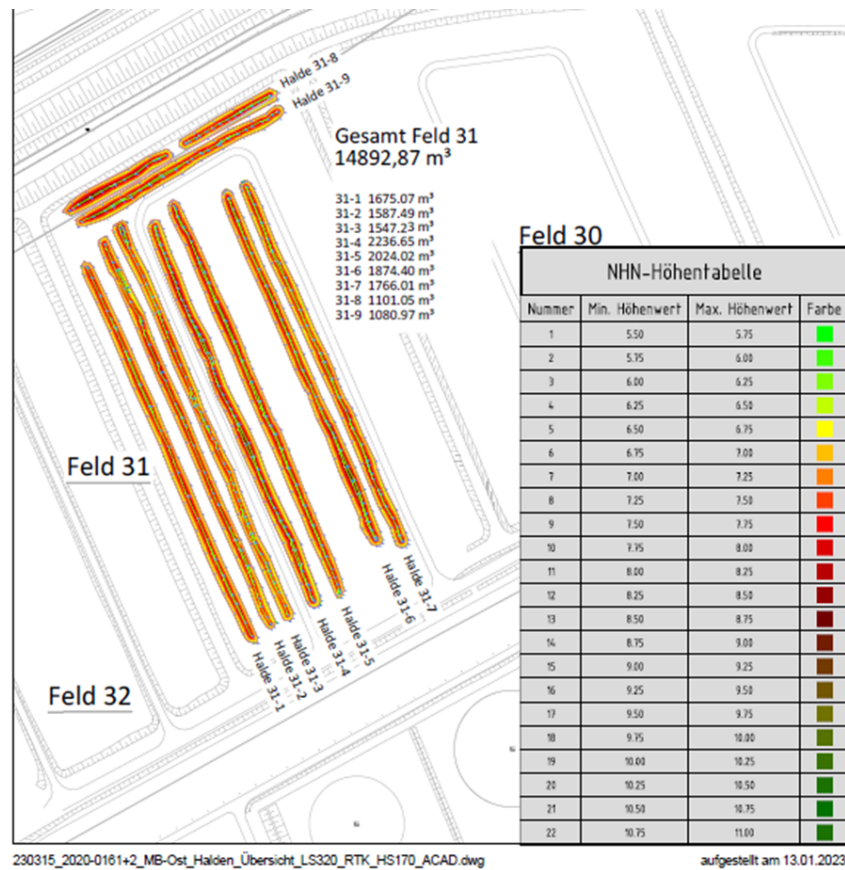 Halde 31-8
Halde 31-9
Gesamt Feld 31
14892,87 m³
31-1 1675.07 m³
31-2 1587.49 m³
31-3 1547.23 m³
31-4 2236.65 m³
31-5 2024.02 m³
31-6 1874.40 m³
31-7 1766.01 m³
31-8 1101.05 m³
31-9 1080.97 m³
Feld 30
Feld 31
Feld 32
Halde 31-1
Halde 31-2
Halde 31-3
Halde 31-4
Halde 31-5
Halde 31-6
Halde 31-7
NHN-Höhentabelle
Nummer Min. Höhenwert Max. Höhenwert Farbe
1 5.50 5.75
2 5.75 6.00
3 6.00 6.25
4 6.25 6.50
5 6.50 6.75
6 6.75 7.00
7 7.00 7.25
8 7.25 7.50
9 7.50 7.75
10 7.75 8.00
11 8.00 8.25
12 8.25 8.50
13 8.50 8.75
14 8.75 9.00
15 9.00 9.25
16 9.25 9.50
17 9.50 9.75
18 9.75 10.00
19 10.00 10.25
20 10.25 10.50
21 10.50 10.75
22 10.75 11.00
230315_2020-0161+2_MB-Ost_Halden_Übersicht_LS320_RTK_HS170_ACAD.dwg
aufgestellt am 13.01.2023